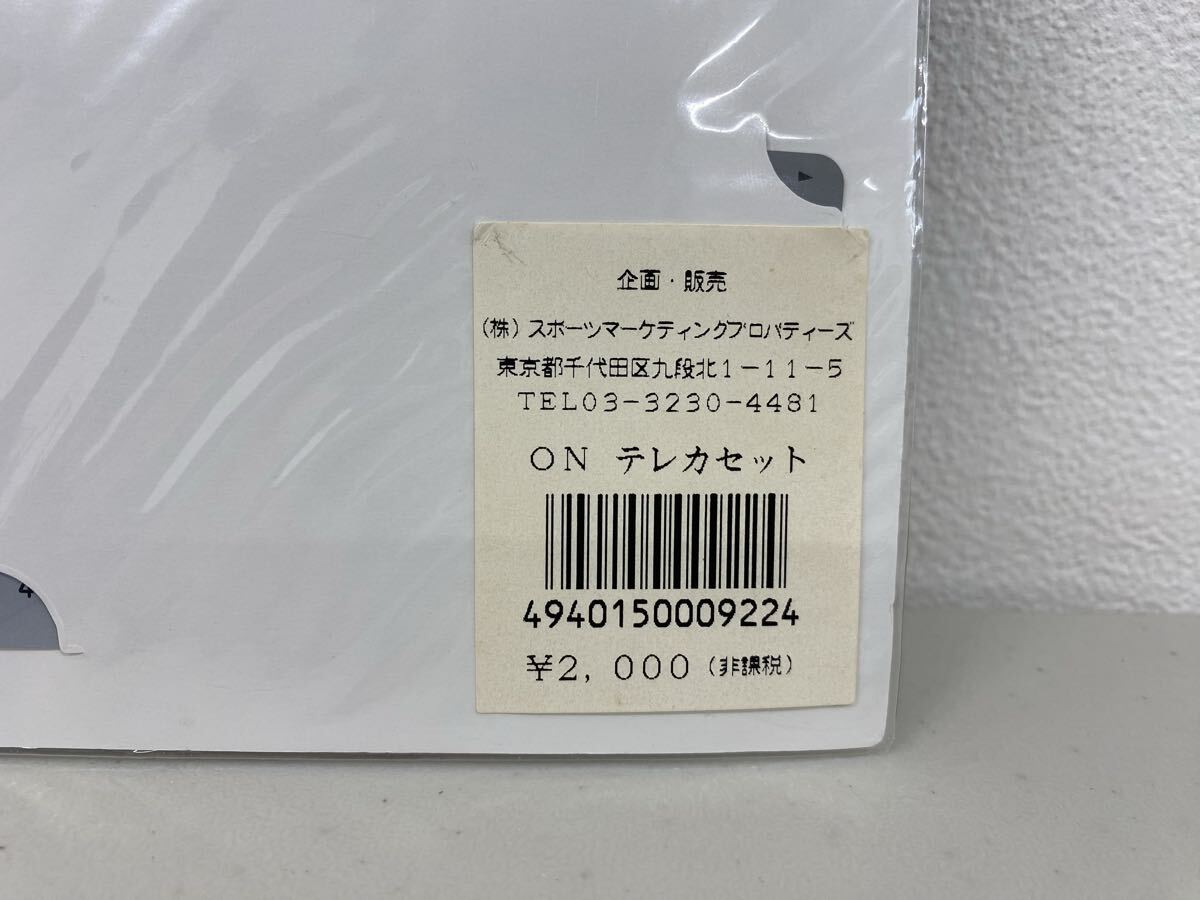 企画・販売
(株)スポーツマーケティングプロパティーズ
東京都千代田区九段北1-11-5
TEL03-3230-4481
ON テレカセット
4940150009224
¥2,000(非課税)
4